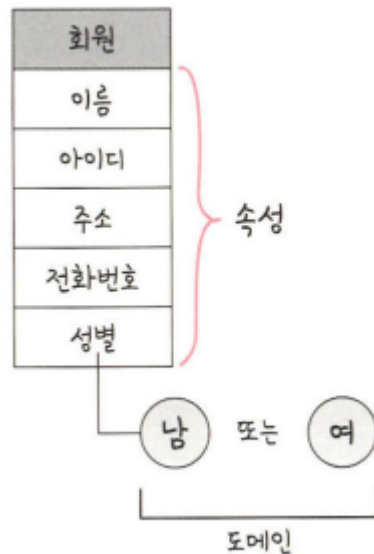 회원
이름
아이디
주소
전화번호
성별
속성
남 또는 여
도메인